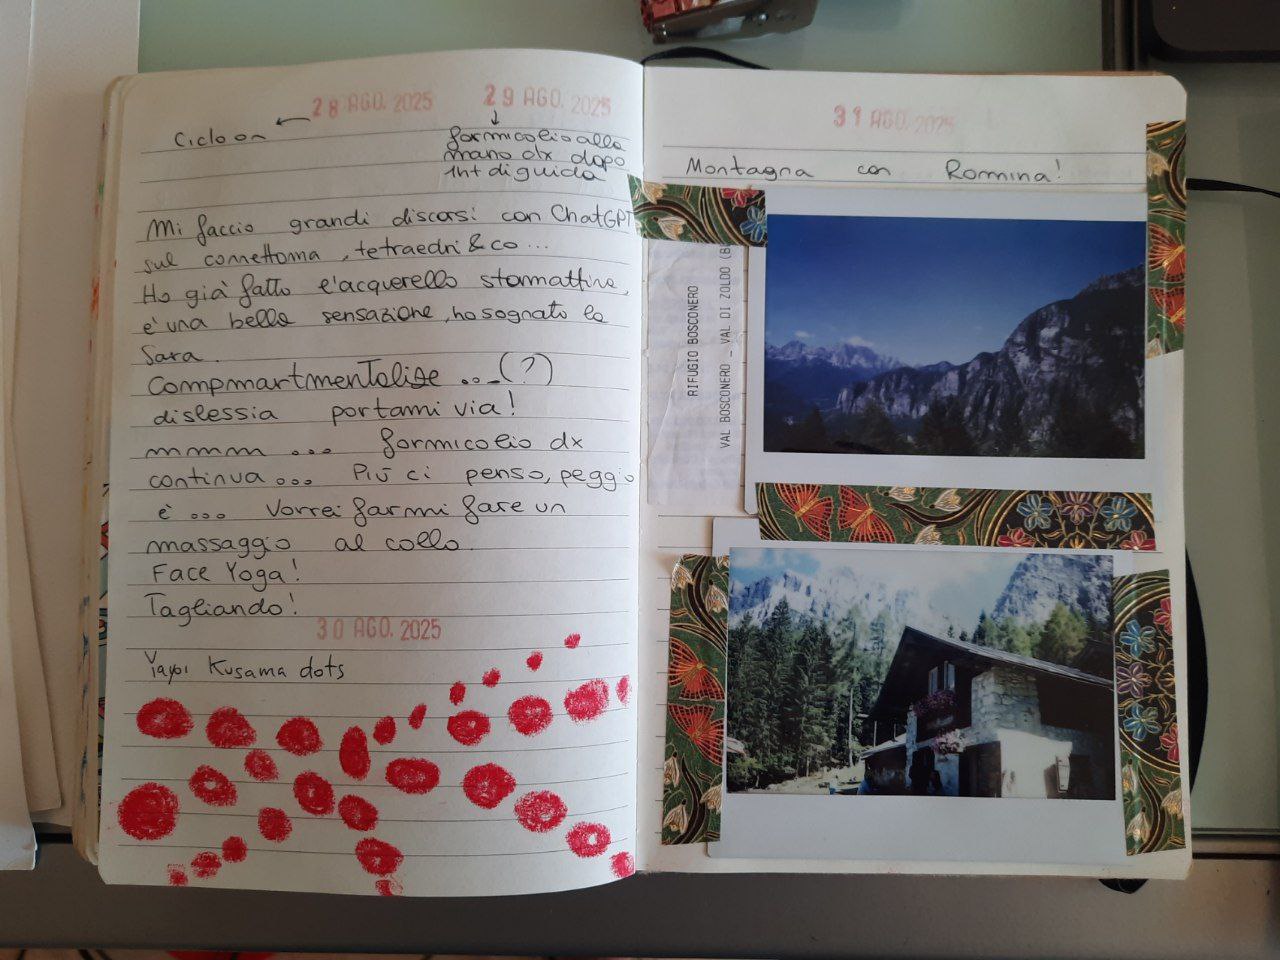 28 AGO. 2025
Ciclo on ←
29 AGO. 2025
↓
formicolio alla
mano dx dopo
1h di guida
Mi faccio grandi discorsi con ChatGPT
sul connettoma, tetraedri & co...
Ho già fatto l'acquerello stamattina,
è una bella sensazione, ho sognato la
Sara.
Compmartmentalise ... (?)
dislessia portami via!
mmm ... formicolio dx
continua ... Più ci penso, peggio
è ... Vorrei farmi fare un
massaggio al collo.
Face Yoga!
Tagliando!
30 AGO. 2025
Yayoi Kusama dots
31 AGO. 2025
Montagna con Romina!
RIFUGIO BOSCONERO
VAL BOSCONERO - VAL DI ZOLDO (B